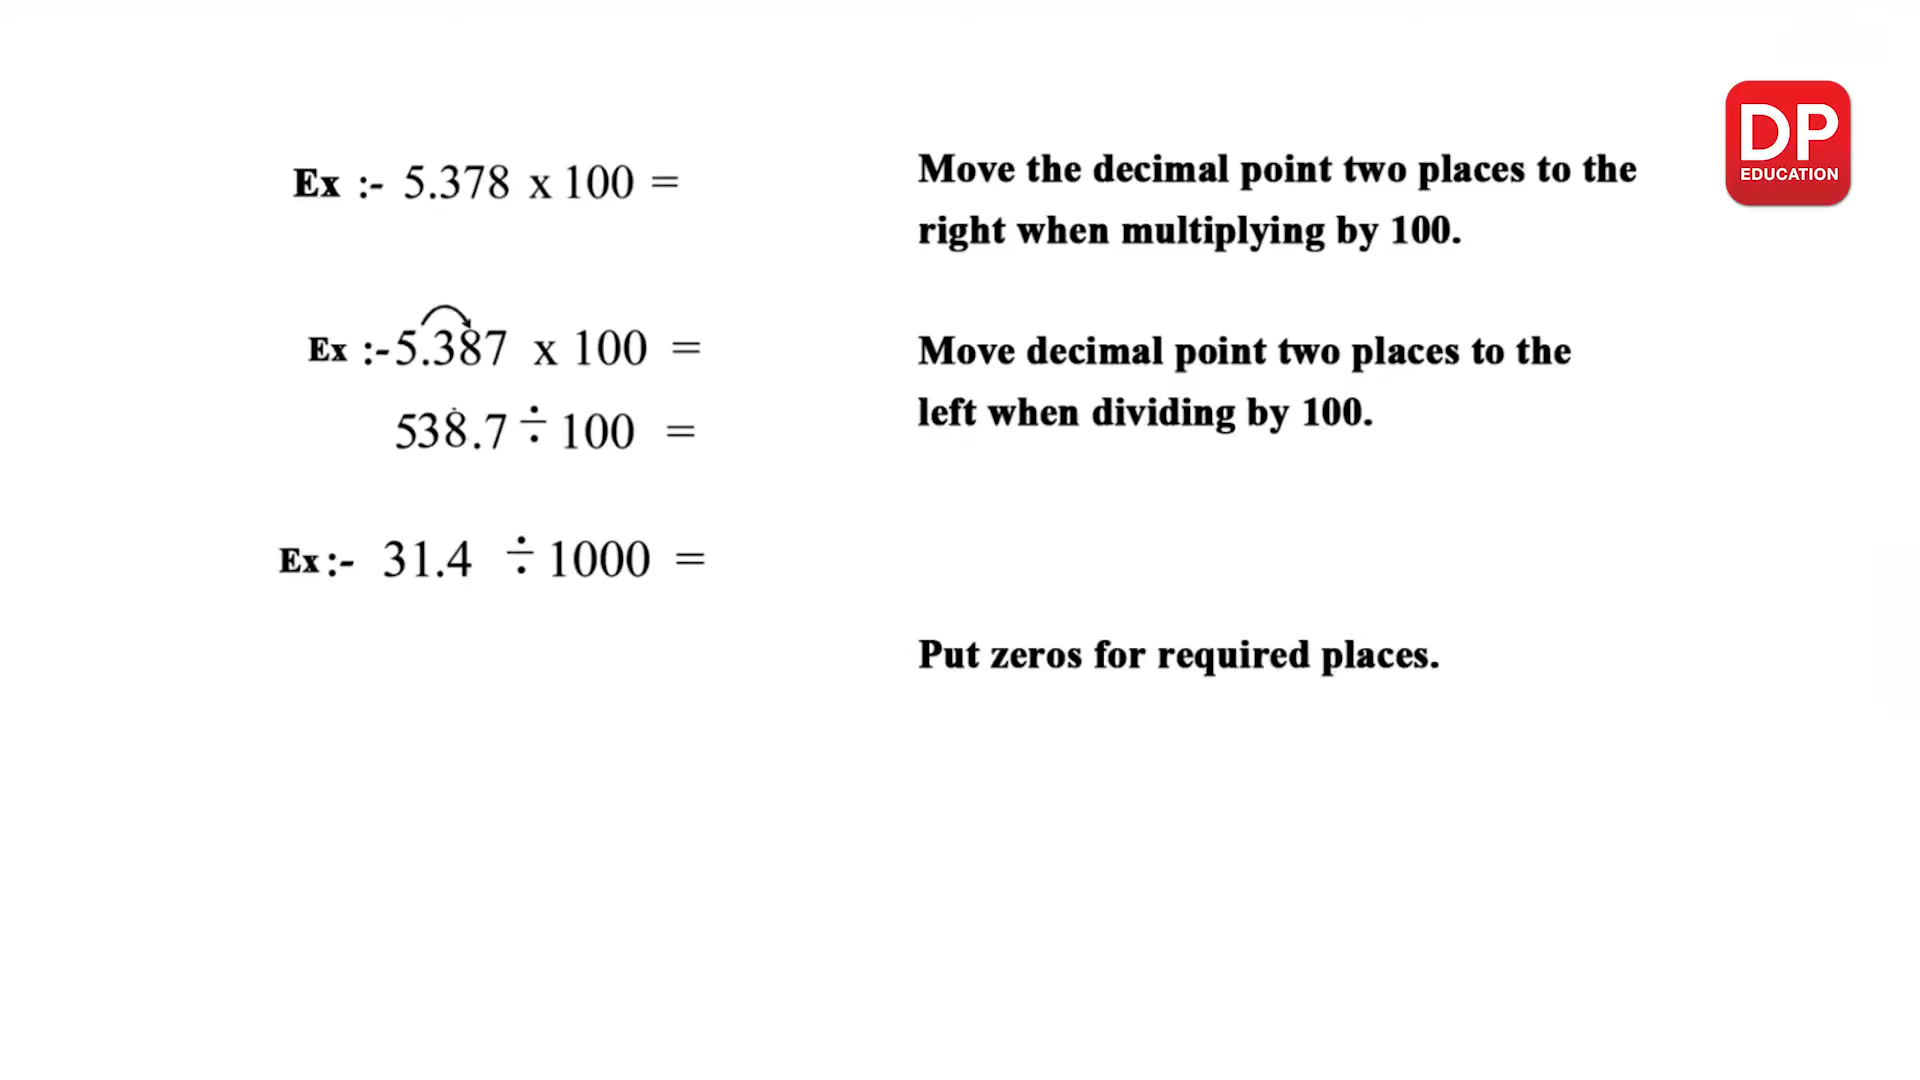 DP
EDUCATION
Ex :- 5.378 x 100 =
Move the decimal point two places to the
right when multiplying by 100.
Ex :- 5.387 x 100 =
Move decimal point two places to the
538.7 ÷ 100 =
left when dividing by 100.
Ex :- 31.4 ÷ 1000 =
Put zeros for required places.